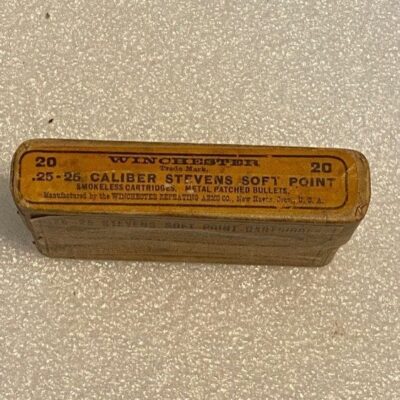 20 WINCHESTER 20
Trade Mark.
.25-25 CALIBER STEVENS SOFT POINT
SMOKELESS CARTRIDGES, METAL PATCHED BULLETS.
Manufactured by the WINCHESTER REPEATING ARMS CO., New Haven, Conn., U.S.A.
25 STEVENS SOFT POINT